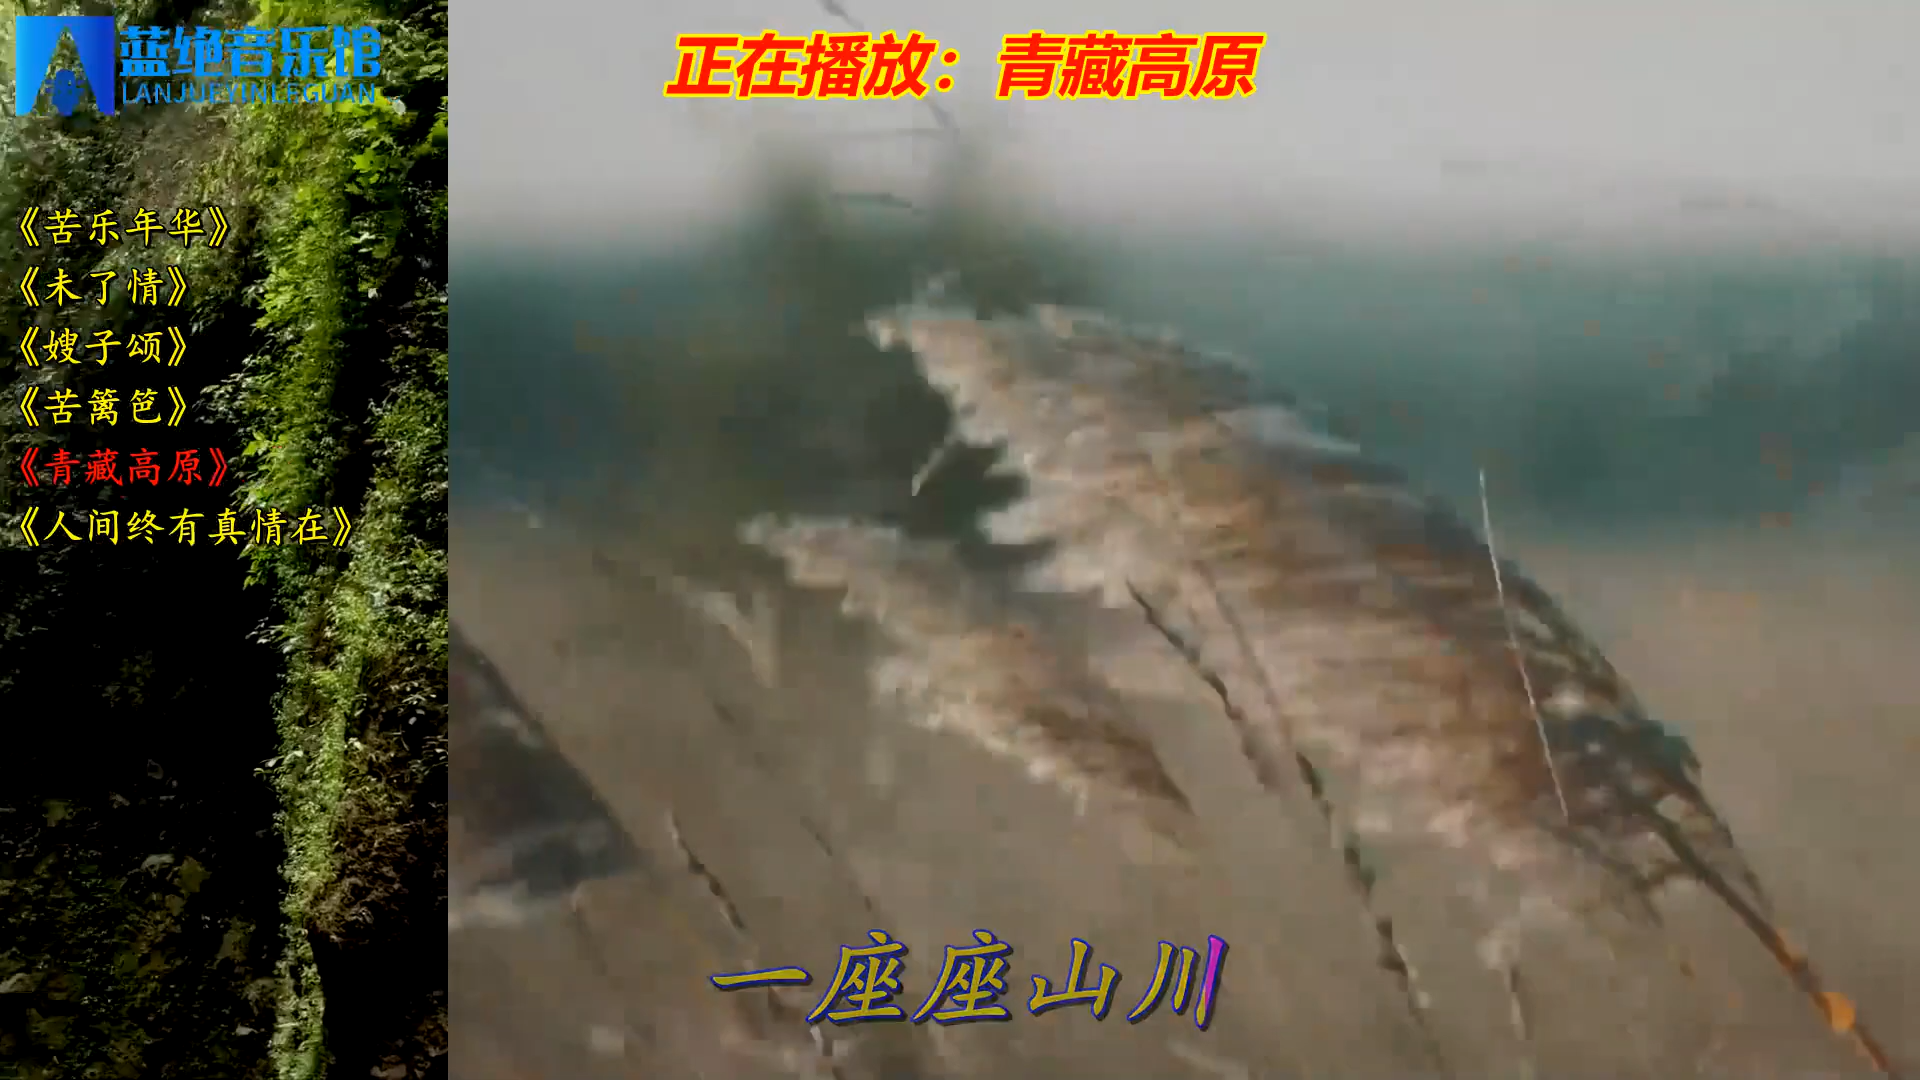 蓝绝音乐馆
LANJUEYINLEGUAN
正在播放：青藏高原
《苦乐年华》
《未了情》
《嫂子颂》
《苦篱笆》
《青藏高原》
《人间终有真情在》
一座座山川